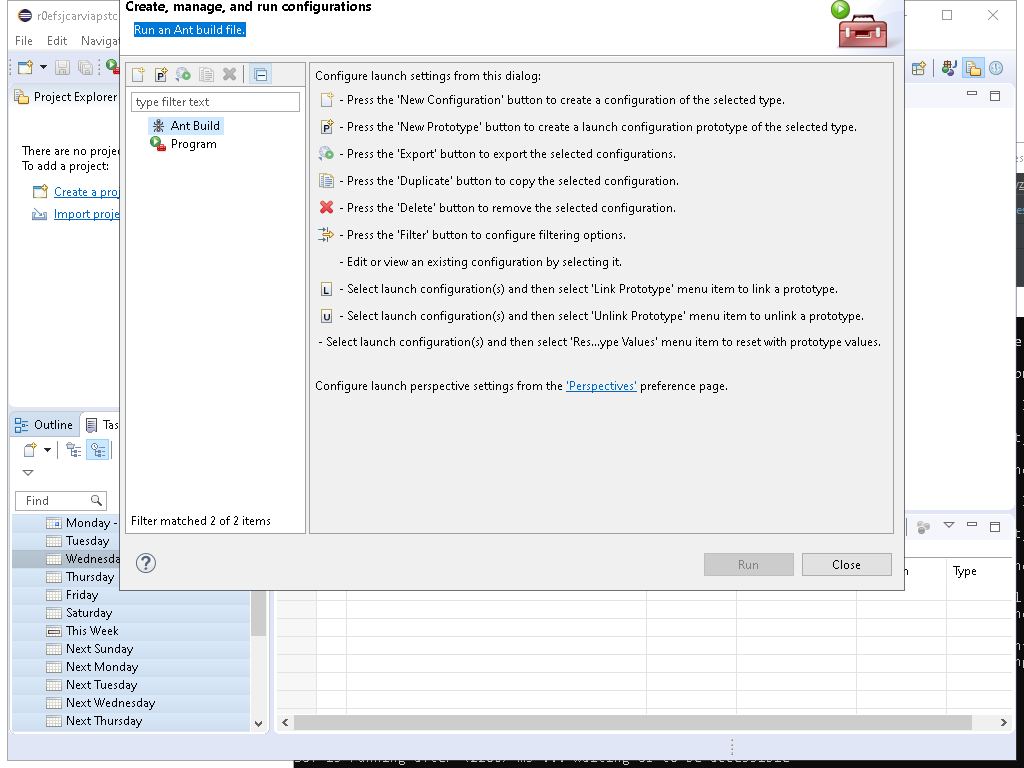 Create, manage, and run configurations
r0efsjcarviapstc
Run an Ant build file.
File Edit Navigat
Project Explorer
type filter text
Ant Build
Program
Configure launch settings from this dialog:
- Press the 'New Configuration' button to create a configuration of the selected type.
- Press the 'New Prototype' button to create a launch configuration prototype of the selected type.
- Press the 'Export' button to export the selected configurations.
- Press the 'Duplicate' button to copy the selected configuration.
- Press the 'Delete' button to remove the selected configuration.
- Press the 'Filter' button to configure filtering options.
- Edit or view an existing configuration by selecting it.
L - Select launch configuration(s) and then select 'Link Prototype' menu item to link a prototype.
U - Select launch configuration(s) and then select 'Unlink Prototype' menu item to unlink a prototype.
- Select launch configuration(s) and then select 'Res...ype Values' menu item to reset with prototype values.
Configure launch perspective settings from the 'Perspectives' preference page.
There are no projec
To add a project:
Create a proj
Import proje
Outline Tas
Find
Filter matched 2 of 2 items
Run Close
Monday -
Tuesday
Wednesda
Thursday
Friday
Saturday
This Week
Next Sunday
Next Monday
Next Tuesday
Next Wednesday
Next Thursday
Type